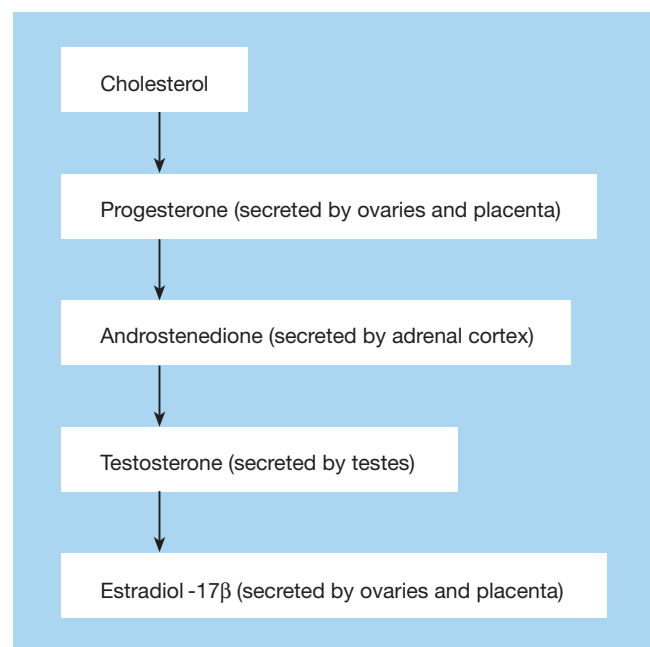 Cholesterol
Progesterone (secreted by ovaries and placenta)
Androstenedione (secreted by adrenal cortex)
Testosterone (secreted by testes)
Estradiol -17β (secreted by ovaries and placenta)